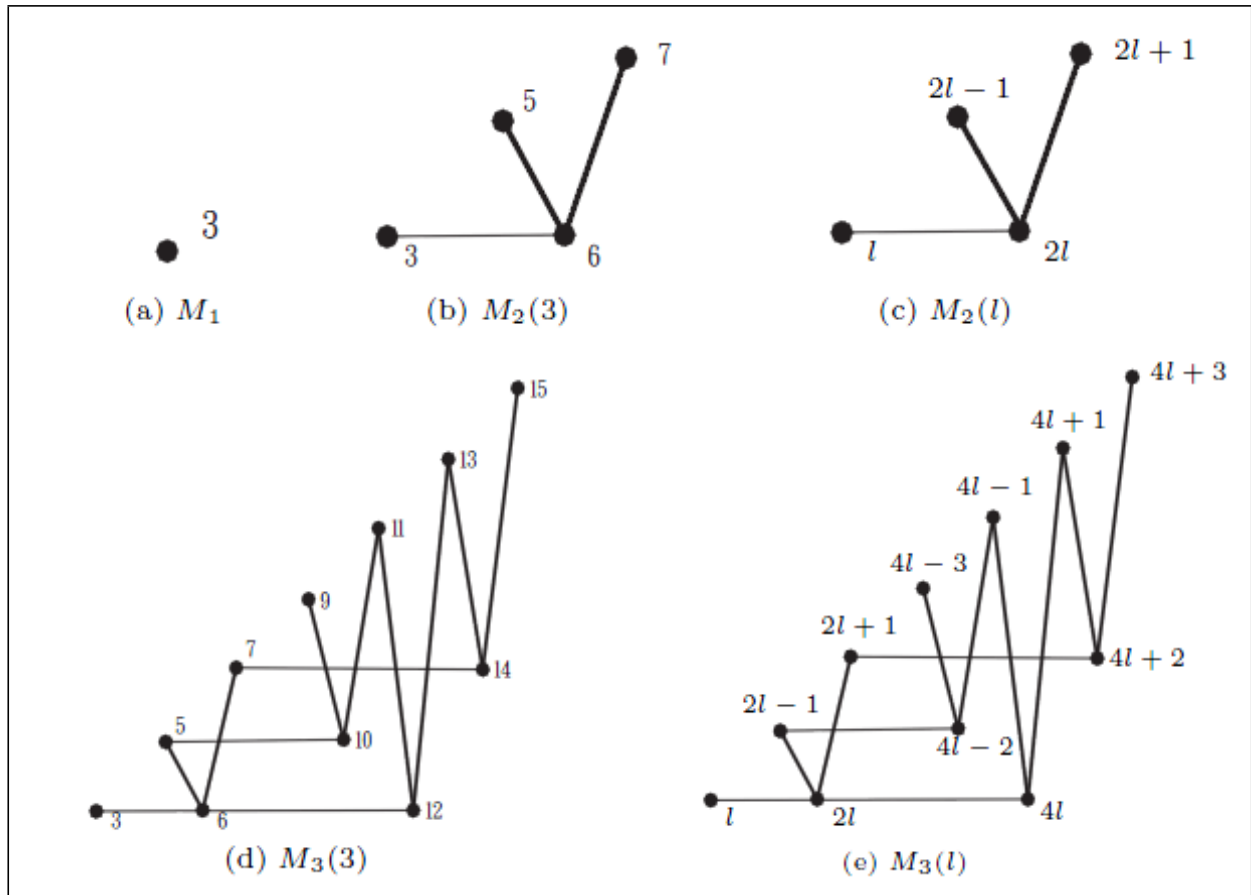 3
(a) M₁
7
5
3
6
(b) M₂(3)
2l + 1
2l − 1
l
2l
(c) M₂(l)
15
13
11
9
7
14
5
10
3
6
12
(d) M₃(3)
4l + 3
4l + 1
4l − 1
4l − 3
2l + 1
4l + 2
2l − 1
4l − 2
l
2l
4l
(e) M₃(l)